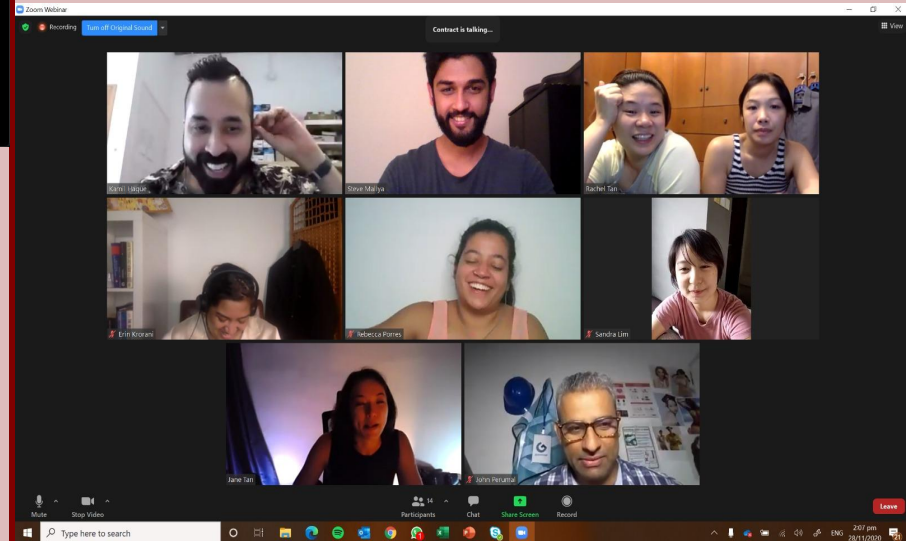 Zoom Webinar
Recording
Turn off Original Sound
Contract is talking...
View
Steve Mallya
Rachel Tan
Erin Krorani
Rebecca Porres
Sandra Lim
Jane Tan
John Perumal
Mute
Stop Video
14
Participants
Chat
Share Screen
Record
Leave
Type here to search
ENG
2:07 pm
28/11/2020
21